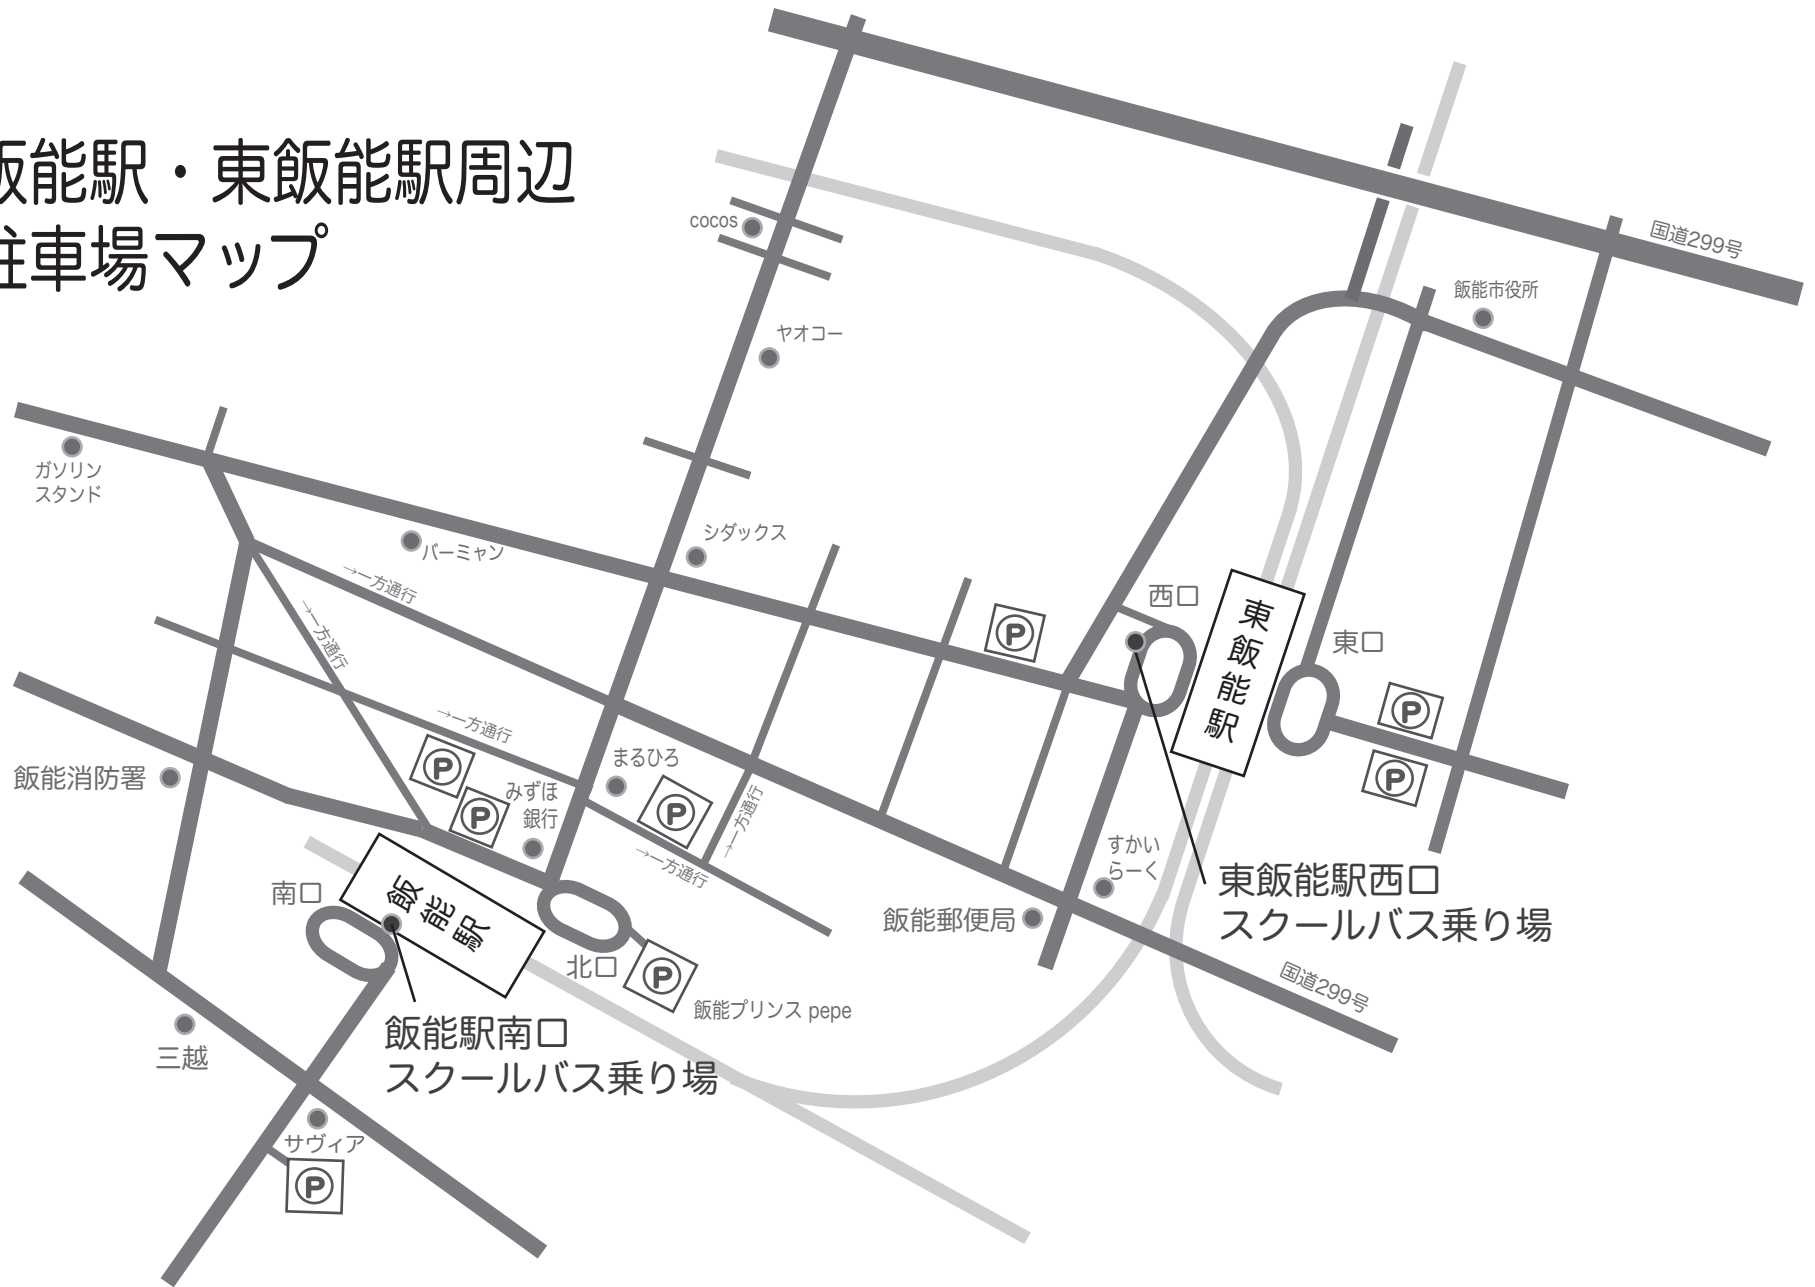 飯能駅・東飯能駅周辺
駐車場マップ
国道299号
cocos
飯能市役所
ヤオコー
ガソリン
スタンド
バーミャン
シダックス
→一方通行
→一方通行
西口
P
東飯能駅
東口
P
P
→一方通行
飯能消防署
P
みずほ
銀行
P
まるひろ
P
→一方通行
→一方通行
すかい
らーく
東飯能駅西口
スクールバス乗り場
南口
飯能駅
北口
P
飯能郵便局
飯能プリンス pepe
国道299号
三越
飯能駅南口
スクールバス乗り場
サヴィア
P